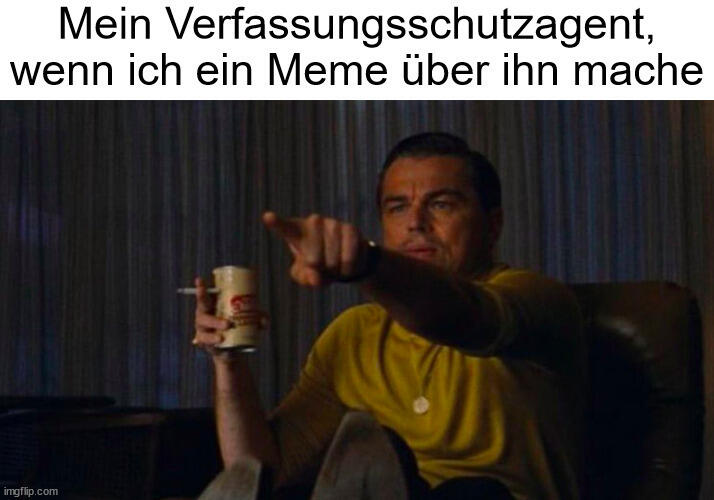 Mein Verfassungsschutzagent,
wenn ich ein Meme über ihn mache
imgflip.com